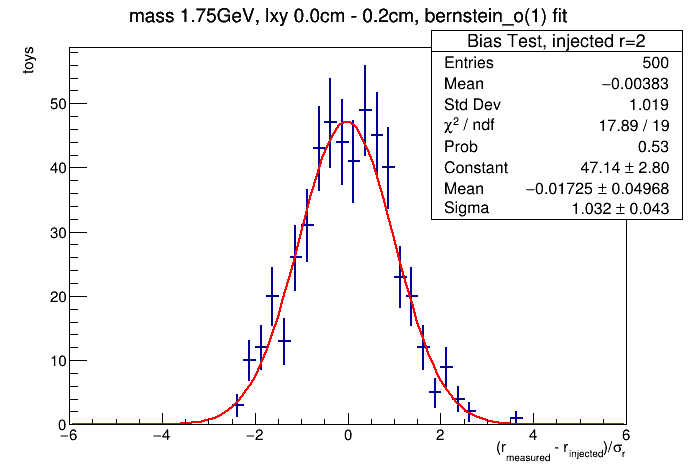 mass 1.75GeV, lxy 0.0cm - 0.2cm, bernstein_o(1) fit
Bias Test, injected r=2
Entries 500
Mean −0.00383
Std Dev 1.019
χ² / ndf 17.89 / 19
Prob 0.53
Constant 47.14 ± 2.80
Mean −0.01725 ± 0.04968
Sigma 1.032 ± 0.043
toys
50
40
30
20
10
0
−6 −4 −2 0 2 4 6
(r_measured - r_injected)/σ_r